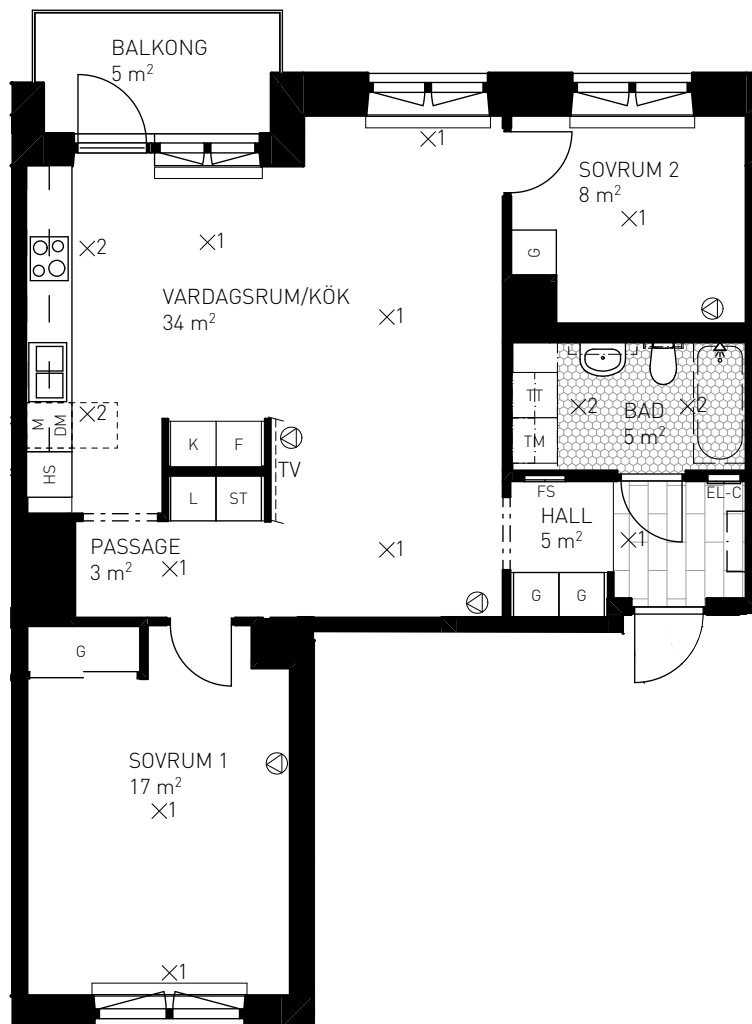 BALKONG
5 m²
×1
SOVRUM 2
8 m²
×1
×2
×1
G
VARDAGSRUM/KÖK
34 m²
×1
M
DM
×2
TT
×2
BAD
5 m²
×2
K
F
TM
HS
TV
L
ST
FS
EL-C
HALL
5 m²
×1
PASSAGE
3 m²
×1
×1
G
G
G
SOVRUM 1
17 m²
×1
×1